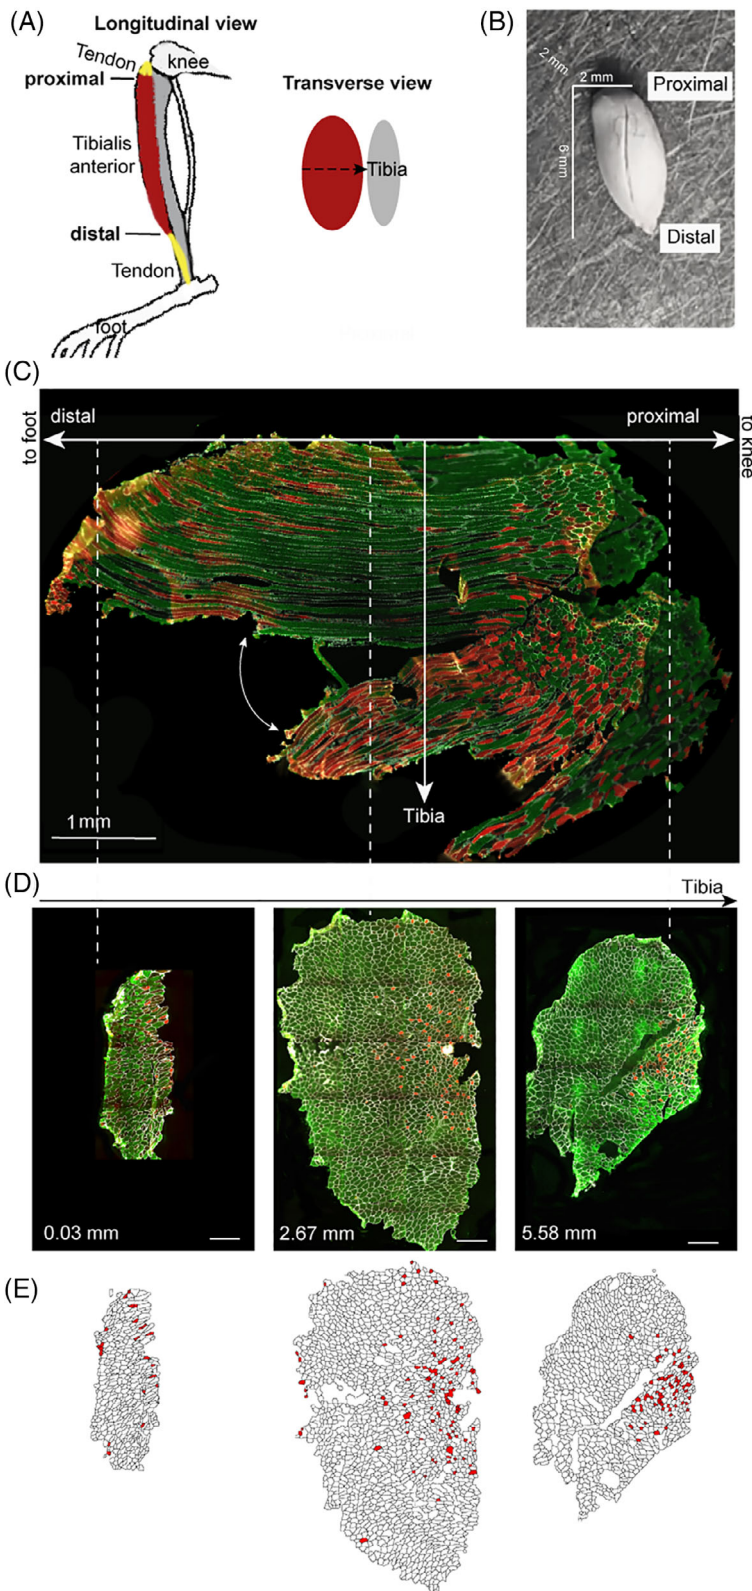 (A)
Longitudinal view
Tendon
knee
proximal
Tibialis
anterior
distal
Tendon
foot
Transverse view
Tibia
(B)
2 mm
2 mm
6 mm
Proximal
Distal
(C)
to foot
distal
proximal
to knee
1 mm
Tibia
(D)
Tibia
0.03 mm
2.67 mm
5.58 mm
(E)